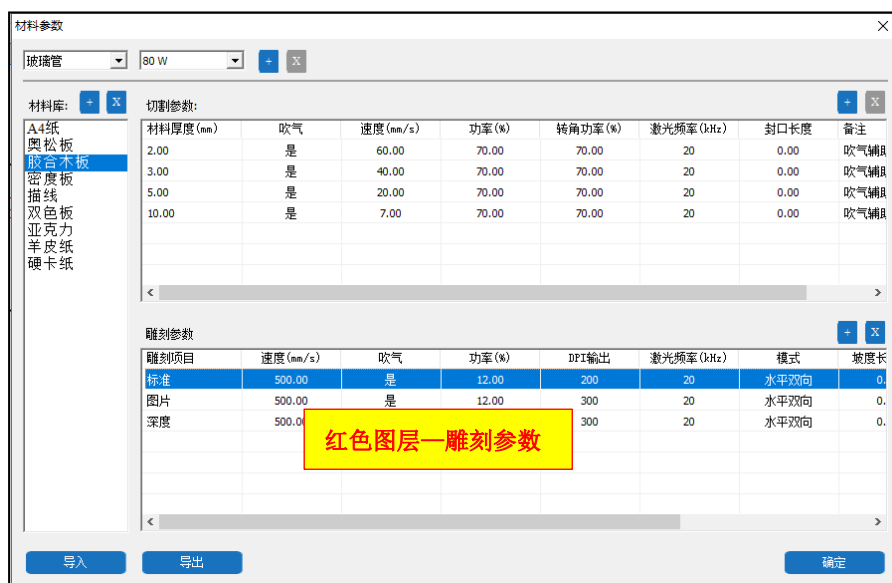 材料参数
玻璃管 80 W + X
材料库: + X
A4纸
奥松板
胶合木板
密度板
描线
双色板
亚克力
羊皮纸
硬卡纸
切割参数: + X
材料厚度(mm) 吹气 速度(mm/s) 功率(%) 转角功率(%) 激光频率(kHz) 封口长度 备注
2.00 是 60.00 70.00 70.00 20 0.00 吹气辅助
3.00 是 40.00 70.00 70.00 20 0.00 吹气辅助
5.00 是 20.00 70.00 70.00 20 0.00 吹气辅助
10.00 是 7.00 70.00 70.00 20 0.00 吹气辅助
雕刻参数 + X
雕刻项目 速度(mm/s) 吹气 功率(%) DPI输出 激光频率(kHz) 模式 坡度长
标准 500.00 是 12.00 200 20 水平双向 0.
图片 500.00 是 12.00 300 20 水平双向 0.
深度 500.00 300 20 水平双向 0.
红色图层—雕刻参数
导入 导出 确定